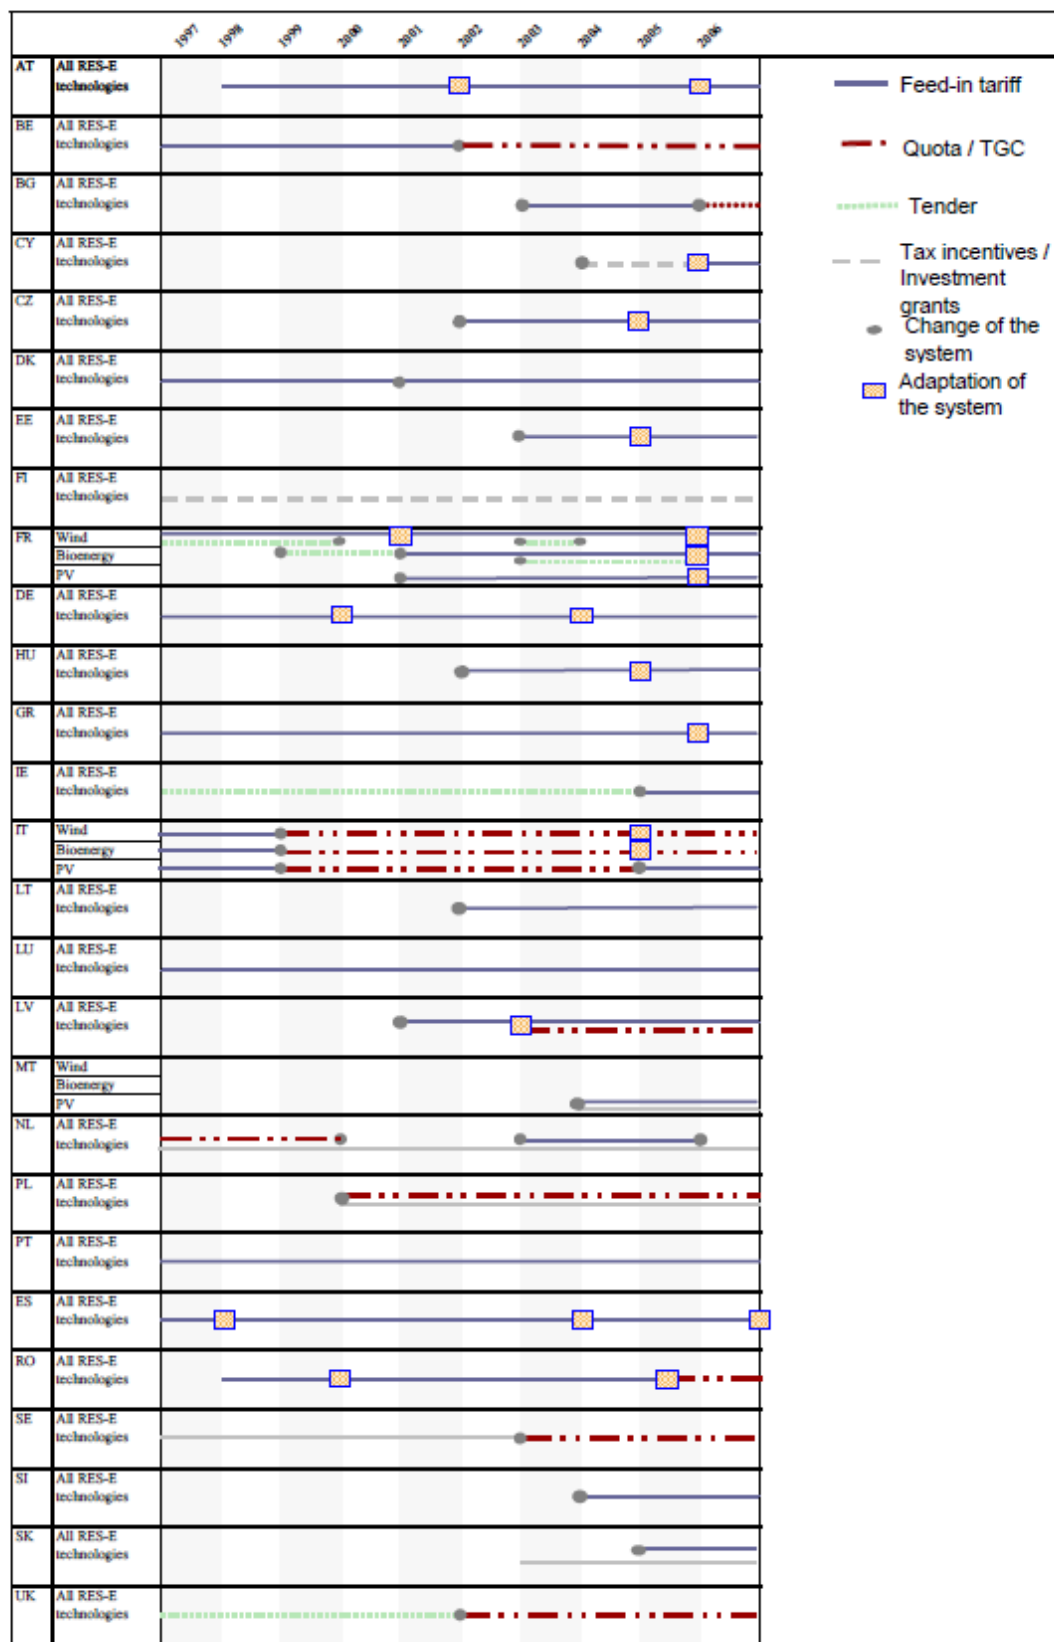 1997 1998 1999 2000 2001 2002 2003 2004 2005 2006
AT All RES-E
technologies
BE All RES-E
technologies
BG All RES-E
technologies
CY All RES-E
technologies
CZ All RES-E
technologies
DK All RES-E
technologies
EE All RES-E
technologies
FI All RES-E
technologies
FR Wind
Bioenergy
PV
DE All RES-E
technologies
HU All RES-E
technologies
GR All RES-E
technologies
IE All RES-E
technologies
IT Wind
Bioenergy
PV
LT All RES-E
technologies
LU All RES-E
technologies
LV All RES-E
technologies
MT Wind
Bioenergy
PV
NL All RES-E
technologies
PL All RES-E
technologies
PT All RES-E
technologies
ES All RES-E
technologies
RO All RES-E
technologies
SE All RES-E
technologies
SI All RES-E
technologies
SK All RES-E
technologies
UK All RES-E
technologies
Feed-in tariff
Quota / TGC
Tender
Tax incentives /
Investment
grants
Change of the
system
Adaptation of
the system